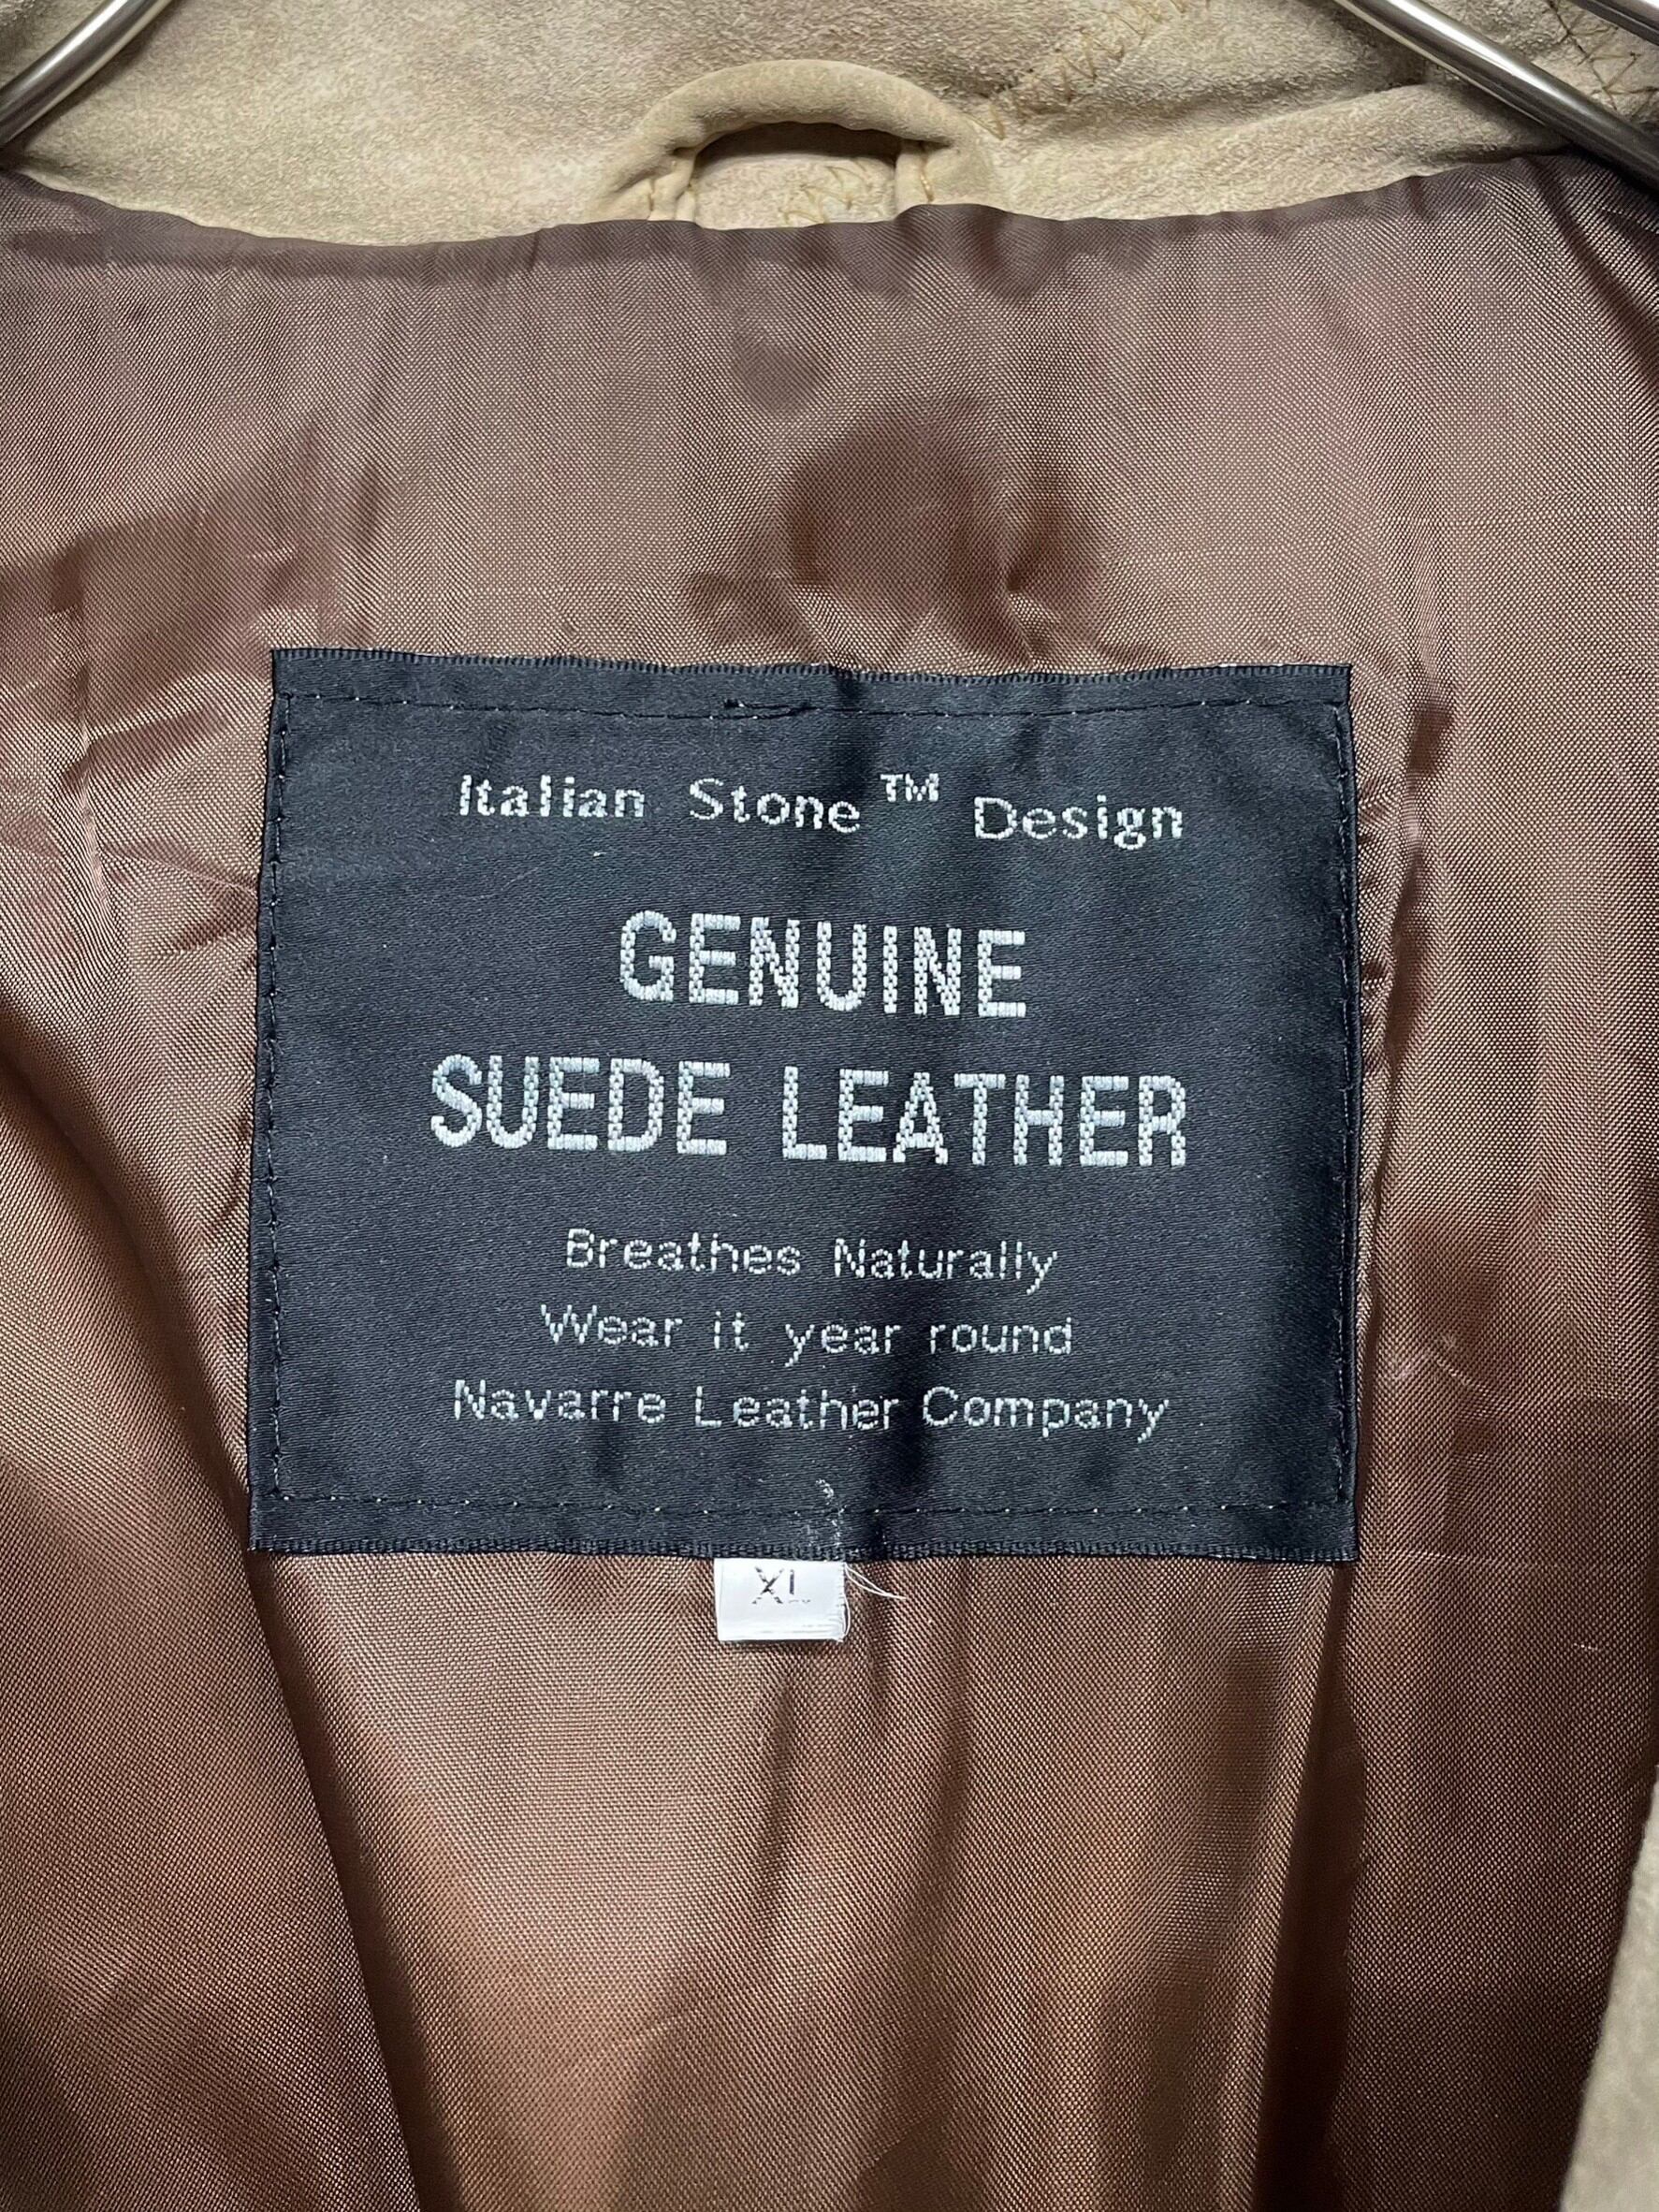 Italian Stone™ Design
GENUINE
SUEDE LEATHER
Breathes Naturally
Wear it year round
Navarre Leather Company
XL